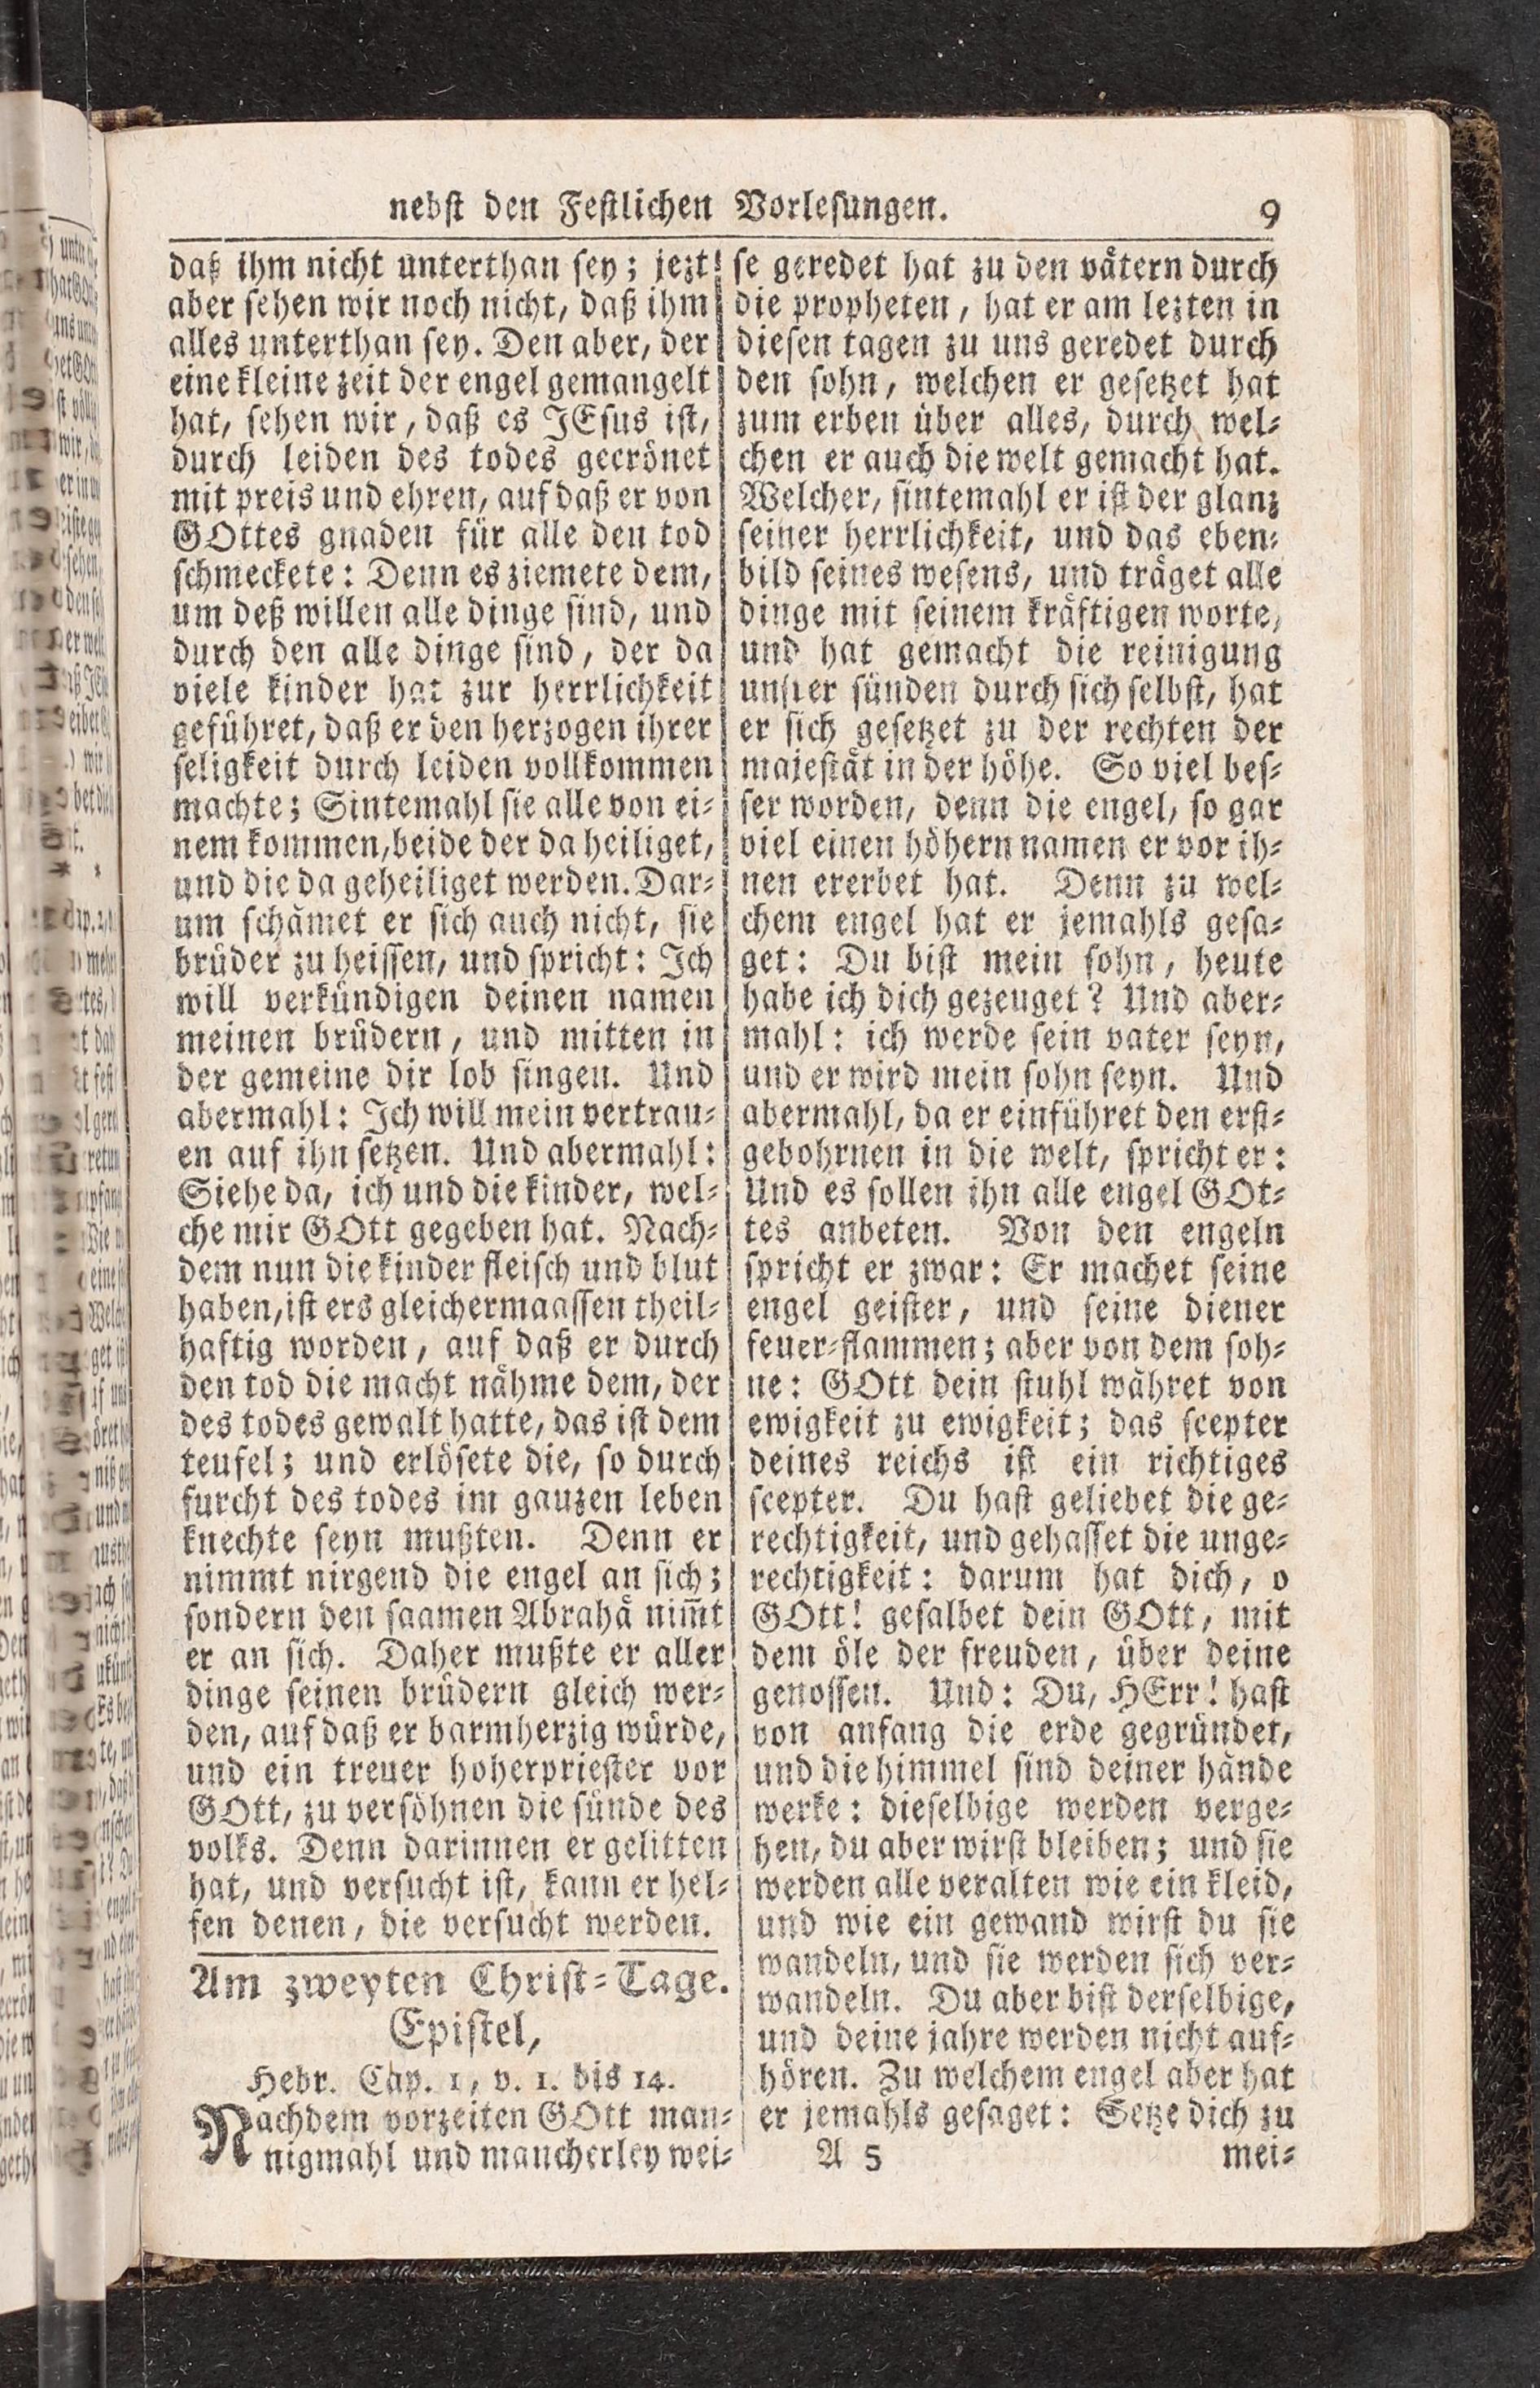 nebst den Festlichen Vorlesungen. 9
daß ihm nicht unterthan sey; jezt
aber sehen wir noch nicht, daß ihm
alles unterthan sey. Den aber, der
eine kleine zeit der engel gemangelt
hat, sehen wir, daß es JEsus ist,
durch leiden des todes gecrönet
mit preis und ehren, auf daß er von
GOttes gnaden für alle den tod
schmeckete: Denn es ziemete dem,
um deß willen alle dinge sind, und
durch den alle dinge sind, der da
viele kinder hat zur herrlichkeit
geführet, daß er den herzogen ihrer
seligkeit durch leiden vollkommen
machte; Sintemahl sie alle von ei-
nem kommen, beide der da heiliget,
und die da geheiliget werden. Dar-
um schämet er sich auch nicht, sie
brüder zu heissen, und spricht: Ich
will verkündigen deinen namen
meinen brüdern, und mitten in
der gemeine dir lob singen. Und
abermahl: Ich will mein vertrau-
en auf ihn setzen. Und abermahl:
Siehe da, ich und die kinder, wel-
che mir GOtt gegeben hat. Nach-
dem nun die kinder fleisch und blut
haben, ist ers gleichermaassen theil-
haftig worden, auf daß er durch
den tod die macht nähme dem, der
des todes gewalt hatte, das ist dem
teufel; und erlösete die, so durch
furcht des todes im ganzen leben
knechte seyn mußten. Denn er
nimmt nirgend die engel an sich;
sondern den saamen Abrahä nim̅t
er an sich. Daher mußte er aller
dinge seinen brüdern gleich wer-
den, auf daß er barmherzig würde,
und ein treuer hoherpriester vor
GOtt, zu versöhnen die sünde des
volks. Denn darinnen er gelitten
hat, und versucht ist, kann er hel-
fen denen, die versucht werden.
Am zweyten Christ-Tage.
Epistel,
Hebr. Cap. 1, v. 1. bis 14.
Nachdem vorzeiten GOtt man-
nigmahl und mancherley wei-
se geredet hat zu den vätern durch
die propheten, hat er am lezten in
diesen tagen zu uns geredet durch
den sohn, welchen er gesetzet hat
zum erben über alles, durch wel-
chen er auch die welt gemacht hat.
Welcher, sintemahl er ist der glanz
seiner herrlichkeit, und das eben-
bild seines wesens, und träget alle
dinge mit seinem kräftigen worte,
und hat gemacht die reinigung
unsrer sünden durch sich selbst, hat
er sich gesetzet zu der rechten der
majestät in der höhe. So viel bes-
ser worden, denn die engel, so gar
viel einen höhern namen er vor ih-
nen ererbet hat. Denn zu wel-
chem engel hat er jemahls gesa-
get: Du bist mein sohn, heute
habe ich dich gezeuget? Und aber-
mahl: ich werde sein vater seyn,
und er wird mein sohn seyn. Und
abermahl, da er einführet den erst-
gebohrnen in die welt, spricht er:
Und es sollen ihn alle engel GOt-
tes anbeten. Von den engeln
spricht er zwar: Er machet seine
engel geister, und seine diener
feuer-flammen; aber von dem soh-
ne: GOtt dein stuhl währet von
ewigkeit zu ewigkeit; das scepter
deines reichs ist ein richtiges
scepter. Du hast geliebet die ge-
rechtigkeit, und gehasset die unge-
rechtigkeit: darum hat dich, o
GOtt! gesalbet dein GOtt, mit
dem öle der freuden, über deine
genossen. Und: Du, HErr! hast
von anfang die erde gegründet,
und die himmel sind deiner hände
werke: dieselbige werden verge-
hen, du aber wirst bleiben; und sie
werden alle veralten wie ein kleid,
und wie ein gewand wirst du sie
wandeln, und sie werden sich ver-
wandeln. Du aber bist derselbige,
und deine jahre werden nicht auf-
hören. Zu welchem engel aber hat
er jemahls gesaget: Setze dich zu
A 5 mei-